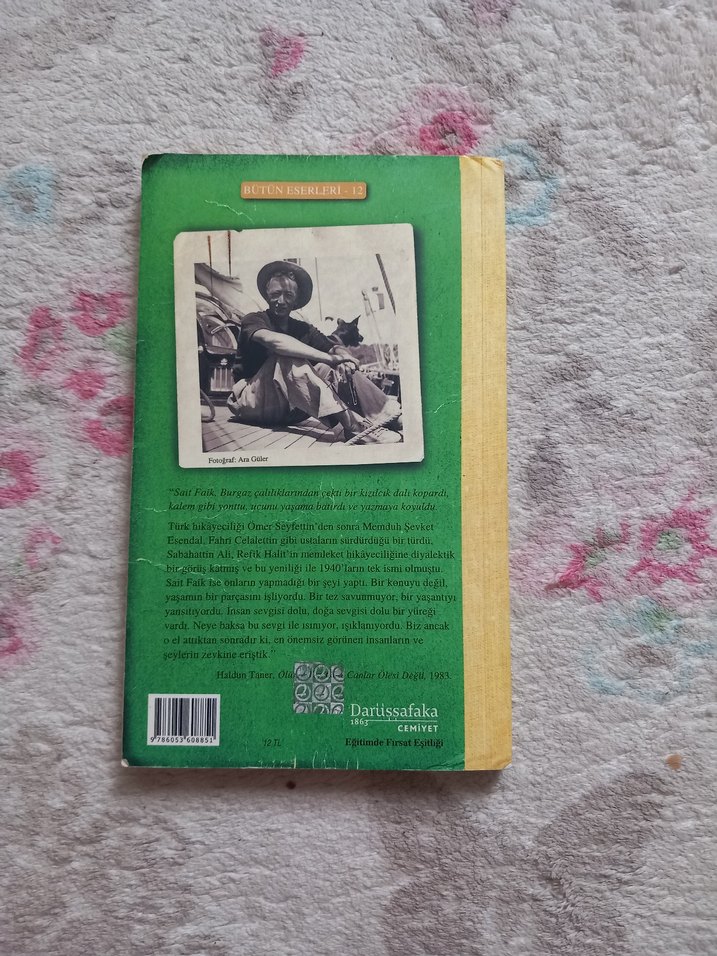 BÜTÜN ESERLERİ - 12
Fotoğraf: Ara Güler
"Sait Faik, Burgaz çalılıklarından çekti bir kızılcık dalı kopardı,
kalem gibi yonttu, ucunu yaşama batırdı ve yazmaya koyuldu.
Türk hikâyeciliği Ömer Seyfettin'den sonra Memduh Şevket
Esendal, Fahri Celalettin gibi ustaların sürdürdüğü bir türdü,
Sabahattin Ali, Refik Halit'in memleket hikâyeciliğine diyalektik
bir görüş katmış ve bu yeniliği ile 1940'ların tek ismi olmuştu.
Sait Faik ise onların yapmadığı bir şeyi yaptı. Bir konuyu değil,
yaşamın bir parçasını işliyordu. Bir tez savunmuyor, bir yaşantıyı
yansıtıyordu. İnsan sevgisi dolu, doğa sevgisi dolu bir yüreği
vardı. Neye baksa bu sevgi ile ısınıyor, ışıklanıyordu. Biz ancak
o el attıktan sonradır ki, en önemsiz görünen insanların ve
şeylerin zevkine eriştik."
Haldun Taner, Canlar Ölesi Değil, 1983.
Darüşşafaka
1863
CEMİYET
9786053608851
12 TL
Eğitimde Fırsat Eşitliği